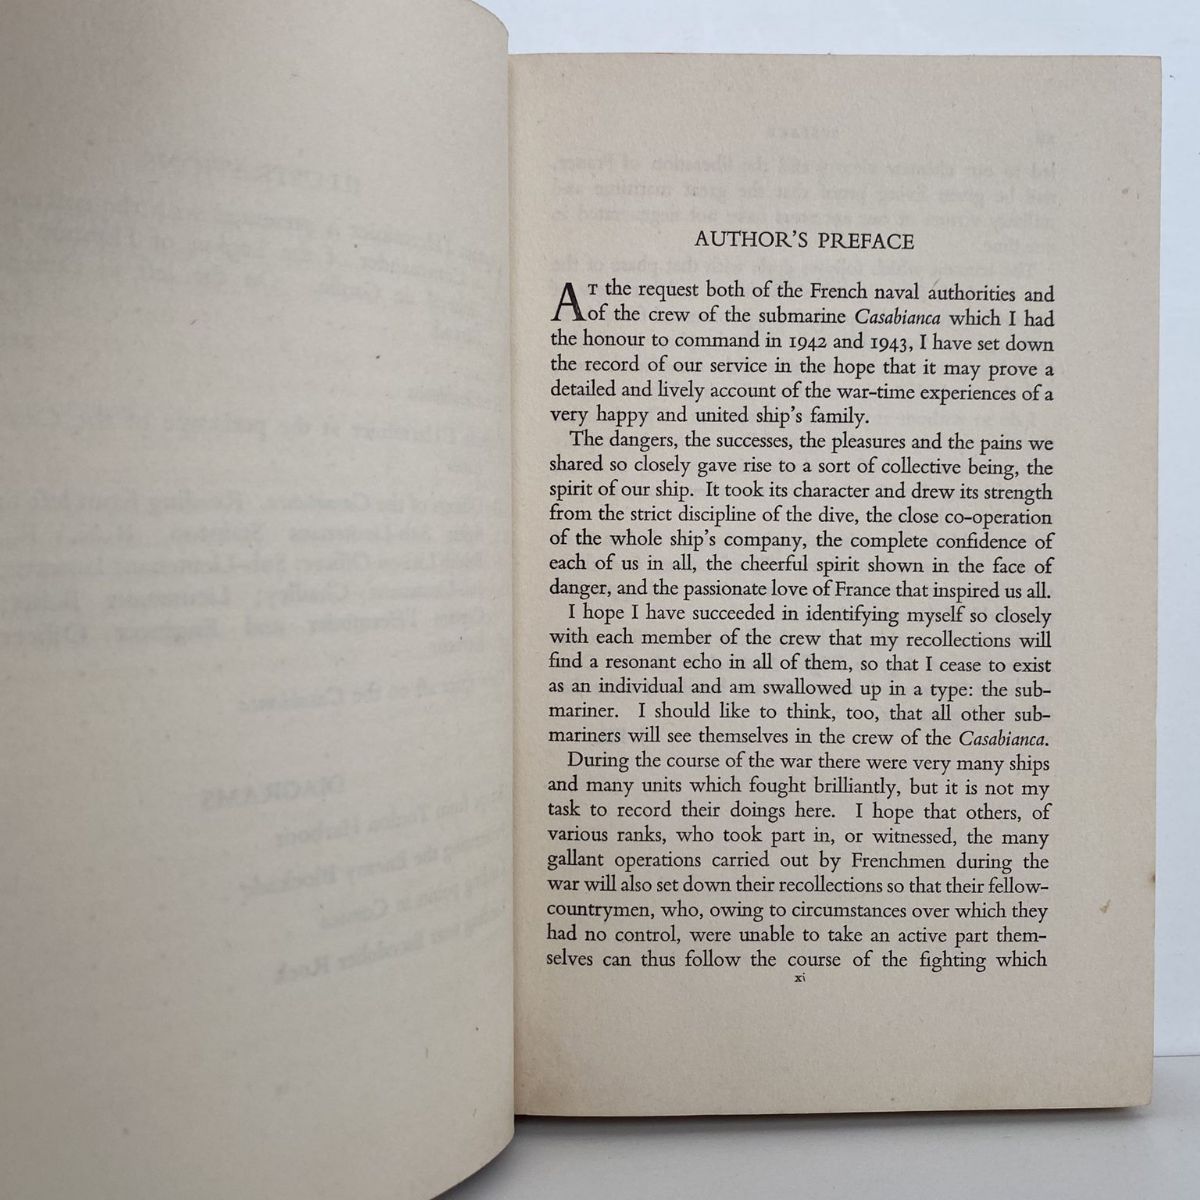 AUTHOR'S PREFACE
AT the request both of the French naval authorities and
of the crew of the submarine Casabianca which I had
the honour to command in 1942 and 1943, I have set down
the record of our service in the hope that it may prove a
detailed and lively account of the war-time experiences of a
very happy and united ship's family.
The dangers, the successes, the pleasures and the pains we
shared so closely gave rise to a sort of collective being, the
spirit of our ship. It took its character and drew its strength
from the strict discipline of the dive, the close co-operation
of the whole ship's company, the complete confidence of
each of us in all, the cheerful spirit shown in the face of
danger, and the passionate love of France that inspired us all.
I hope I have succeeded in identifying myself so closely
with each member of the crew that my recollections will
find a resonant echo in all of them, so that I cease to exist
as an individual and am swallowed up in a type: the sub-
mariner. I should like to think, too, that all other sub-
mariners will see themselves in the crew of the Casabianca.
During the course of the war there were very many ships
and many units which fought brilliantly, but it is not my
task to record their doings here. I hope that others, of
various ranks, who took part in, or witnessed, the many
gallant operations carried out by Frenchmen during the
war will also set down their recollections so that their fellow-
countrymen, who, owing to circumstances over which they
had no control, were unable to take an active part them-
selves can thus follow the course of the fighting which
xi